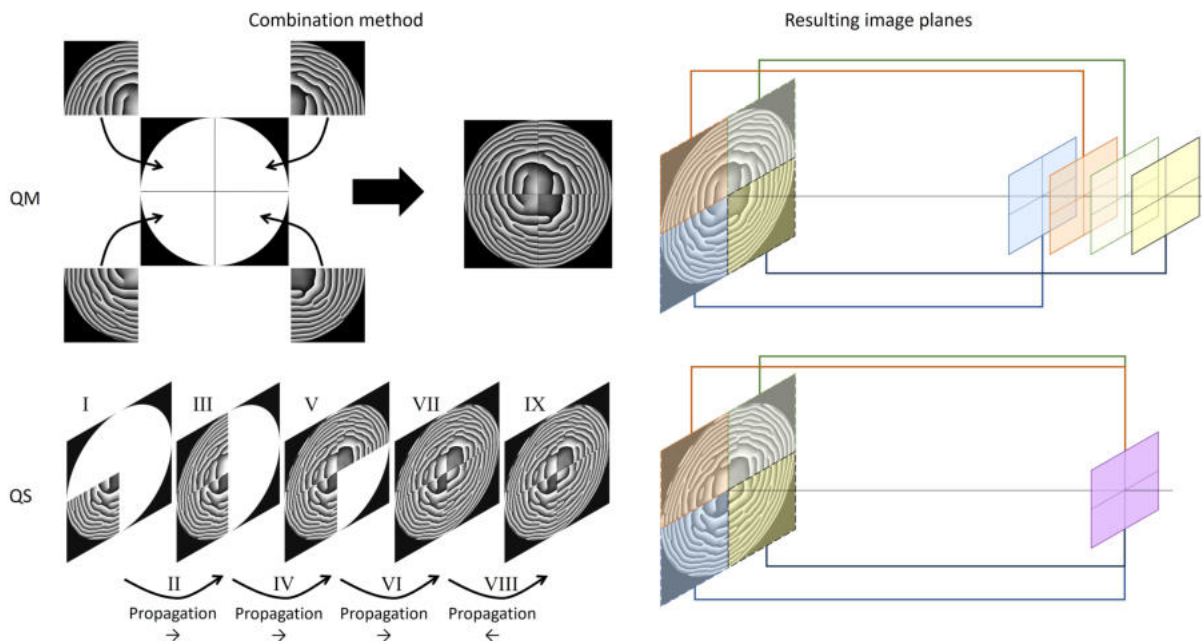 Combination method
Resulting image planes
QM
QS
I
III
V
VII
IX
II
IV
VI
VIII
Propagation
Propagation
Propagation
Propagation
→
→
→
←